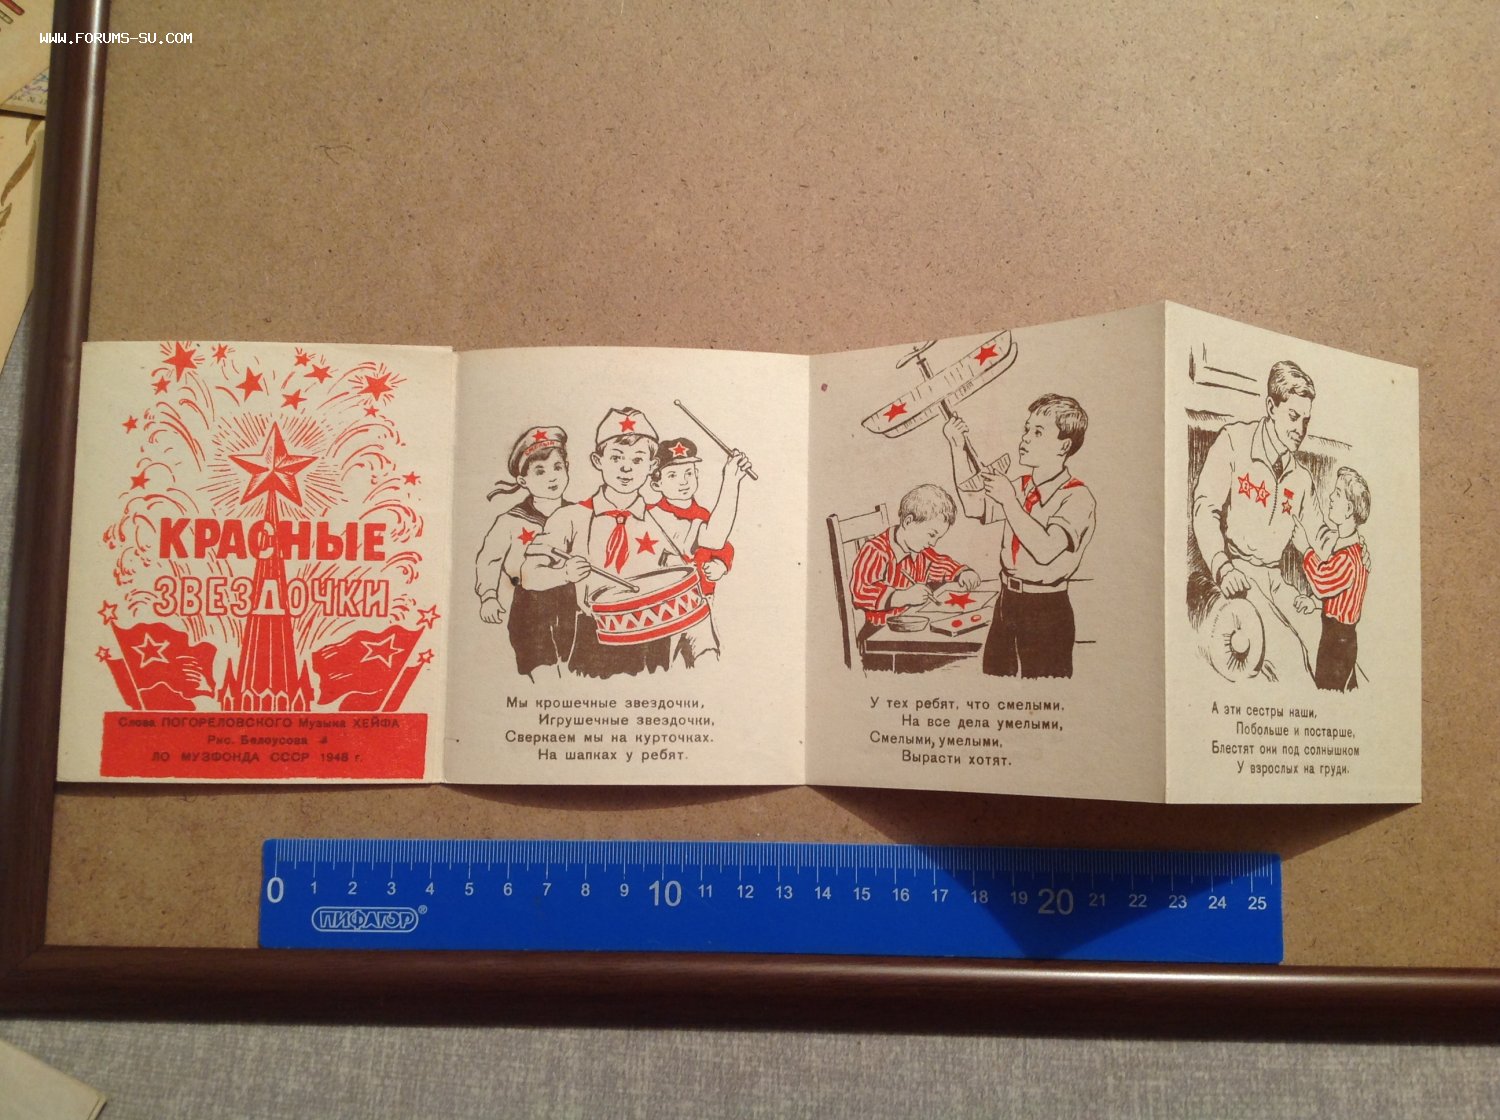 WWW.FORUMS-SU.COM
КРАСНЫЕ
ЗВЕЗДОЧКИ
Слова ПОГОРЕЛОВСКОГО Музыка ХЕЙФА
Рис. Белоусова
ЛО МУЗФОНДА СССР 1948 г.
Мы крошечные звездочки,
Игрушечные звездочки,
Сверкаем мы на курточках.
На шапках у ребят.
У тех ребят, что смелыми,
На все дела умелыми,
Смелыми, умелыми,
Вырасти хотят.
А эти сестры наши,
Побольше и постарше,
Блестят они под солнышком
У взрослых на груди.
0 1 2 3 4 5 6 7 8 9 10 11 12 13 14 15 16 17 18 19 20 21 22 23 24 25
ПИФАГОР®